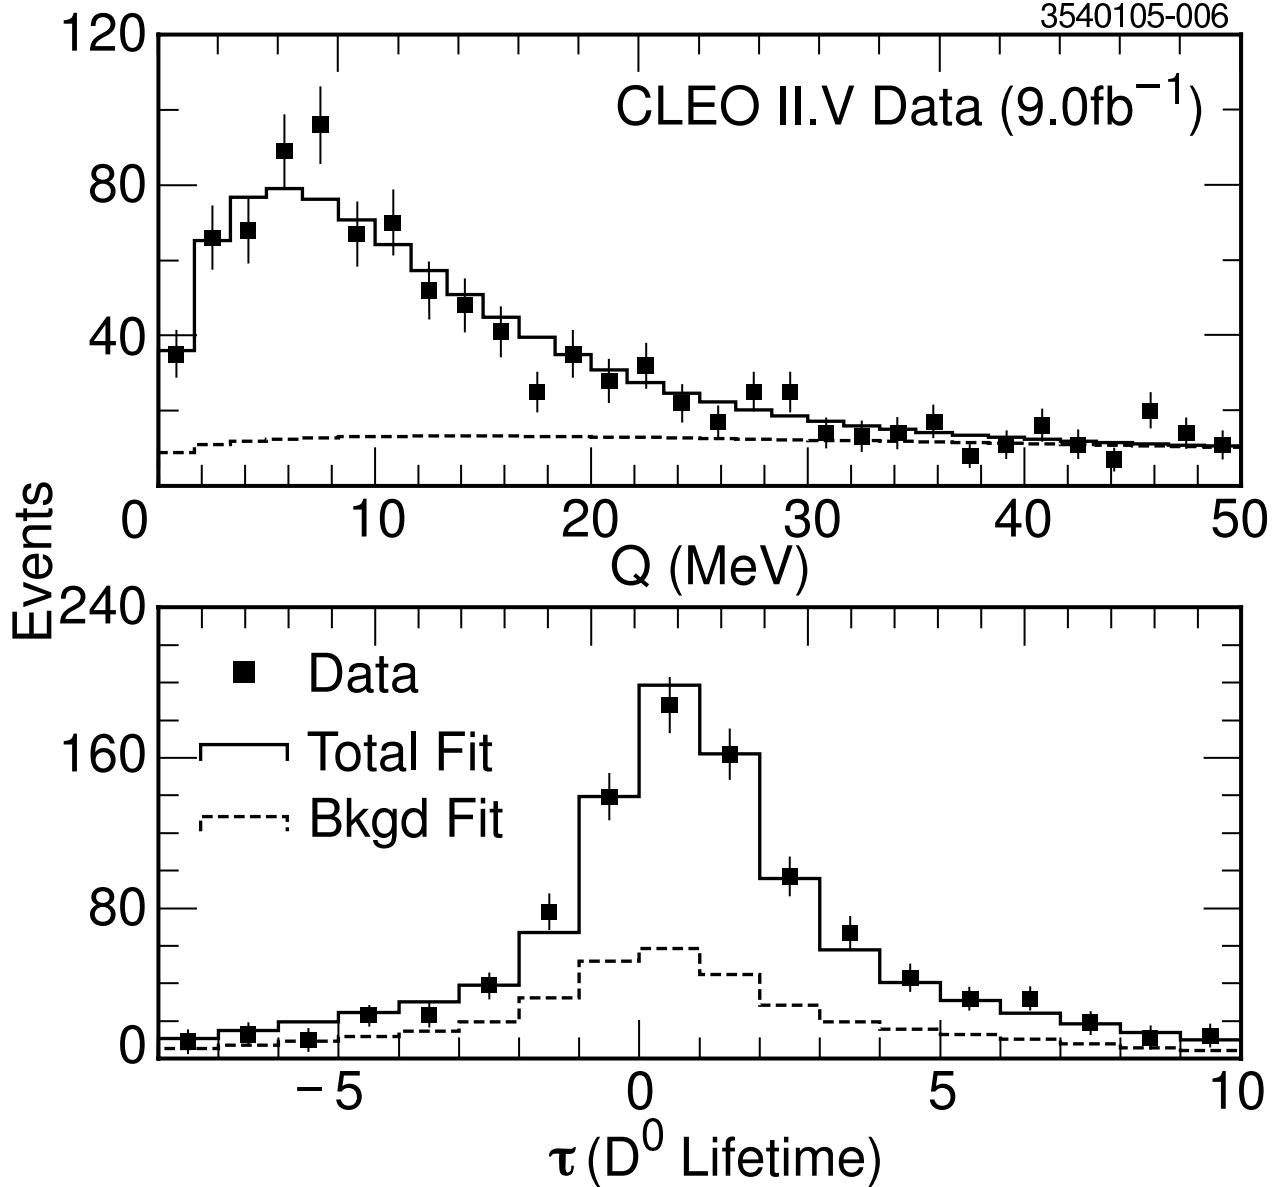 3540105-006
120
CLEO II.V Data (9.0fb⁻¹)
80
40
0 10 20 30 40 50
Q (MeV)
Events
240
Data
Total Fit
160
Bkgd Fit
80
0
−5 0 5 10
τ (D⁰ Lifetime)